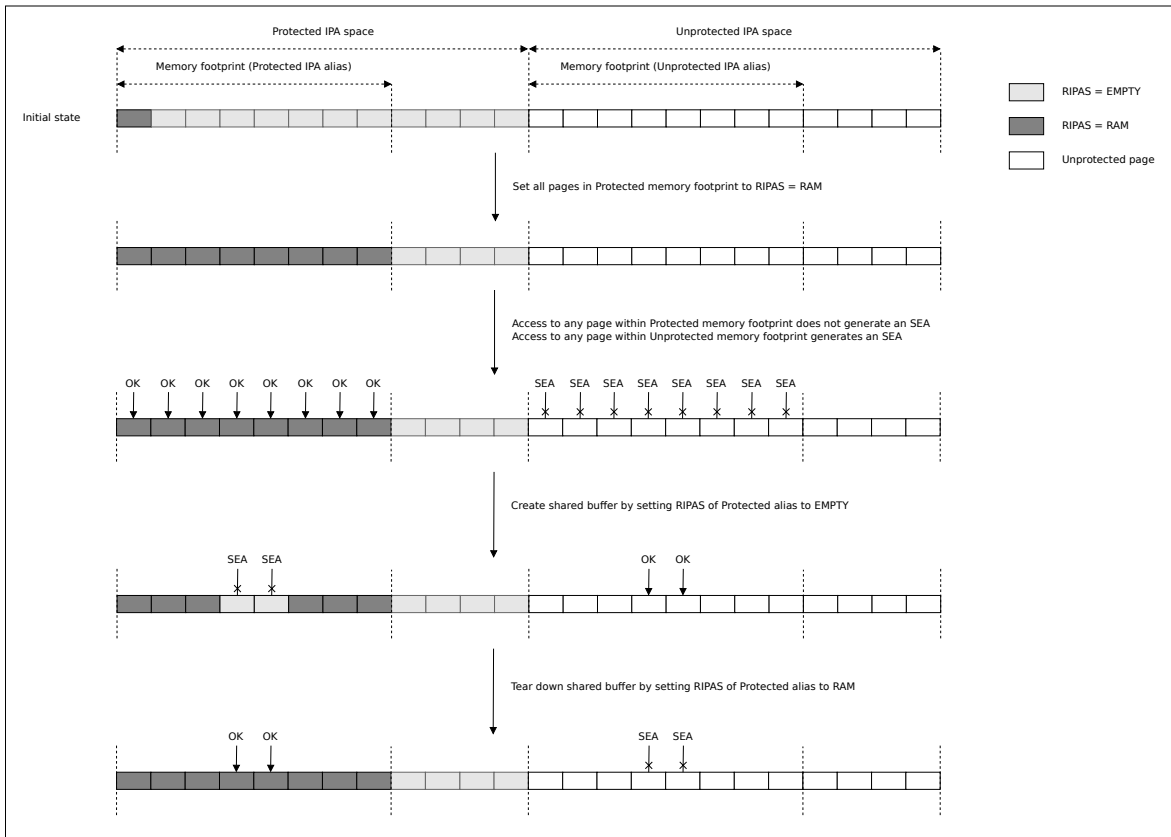 Protected IPA space
Unprotected IPA space
Memory footprint (Protected IPA alias)
Memory footprint (Unprotected IPA alias)
RIPAS = EMPTY
Initial state
RIPAS = RAM
Unprotected page
Set all pages in Protected memory footprint to RIPAS = RAM
Access to any page within Protected memory footprint does not generate an SEA
Access to any page within Unprotected memory footprint generates an SEA
OK OK OK OK OK OK OK OK
SEA SEA SEA SEA SEA SEA SEA SEA
Create shared buffer by setting RIPAS of Protected alias to EMPTY
SEA SEA
OK OK
Tear down shared buffer by setting RIPAS of Protected alias to RAM
OK OK
SEA SEA